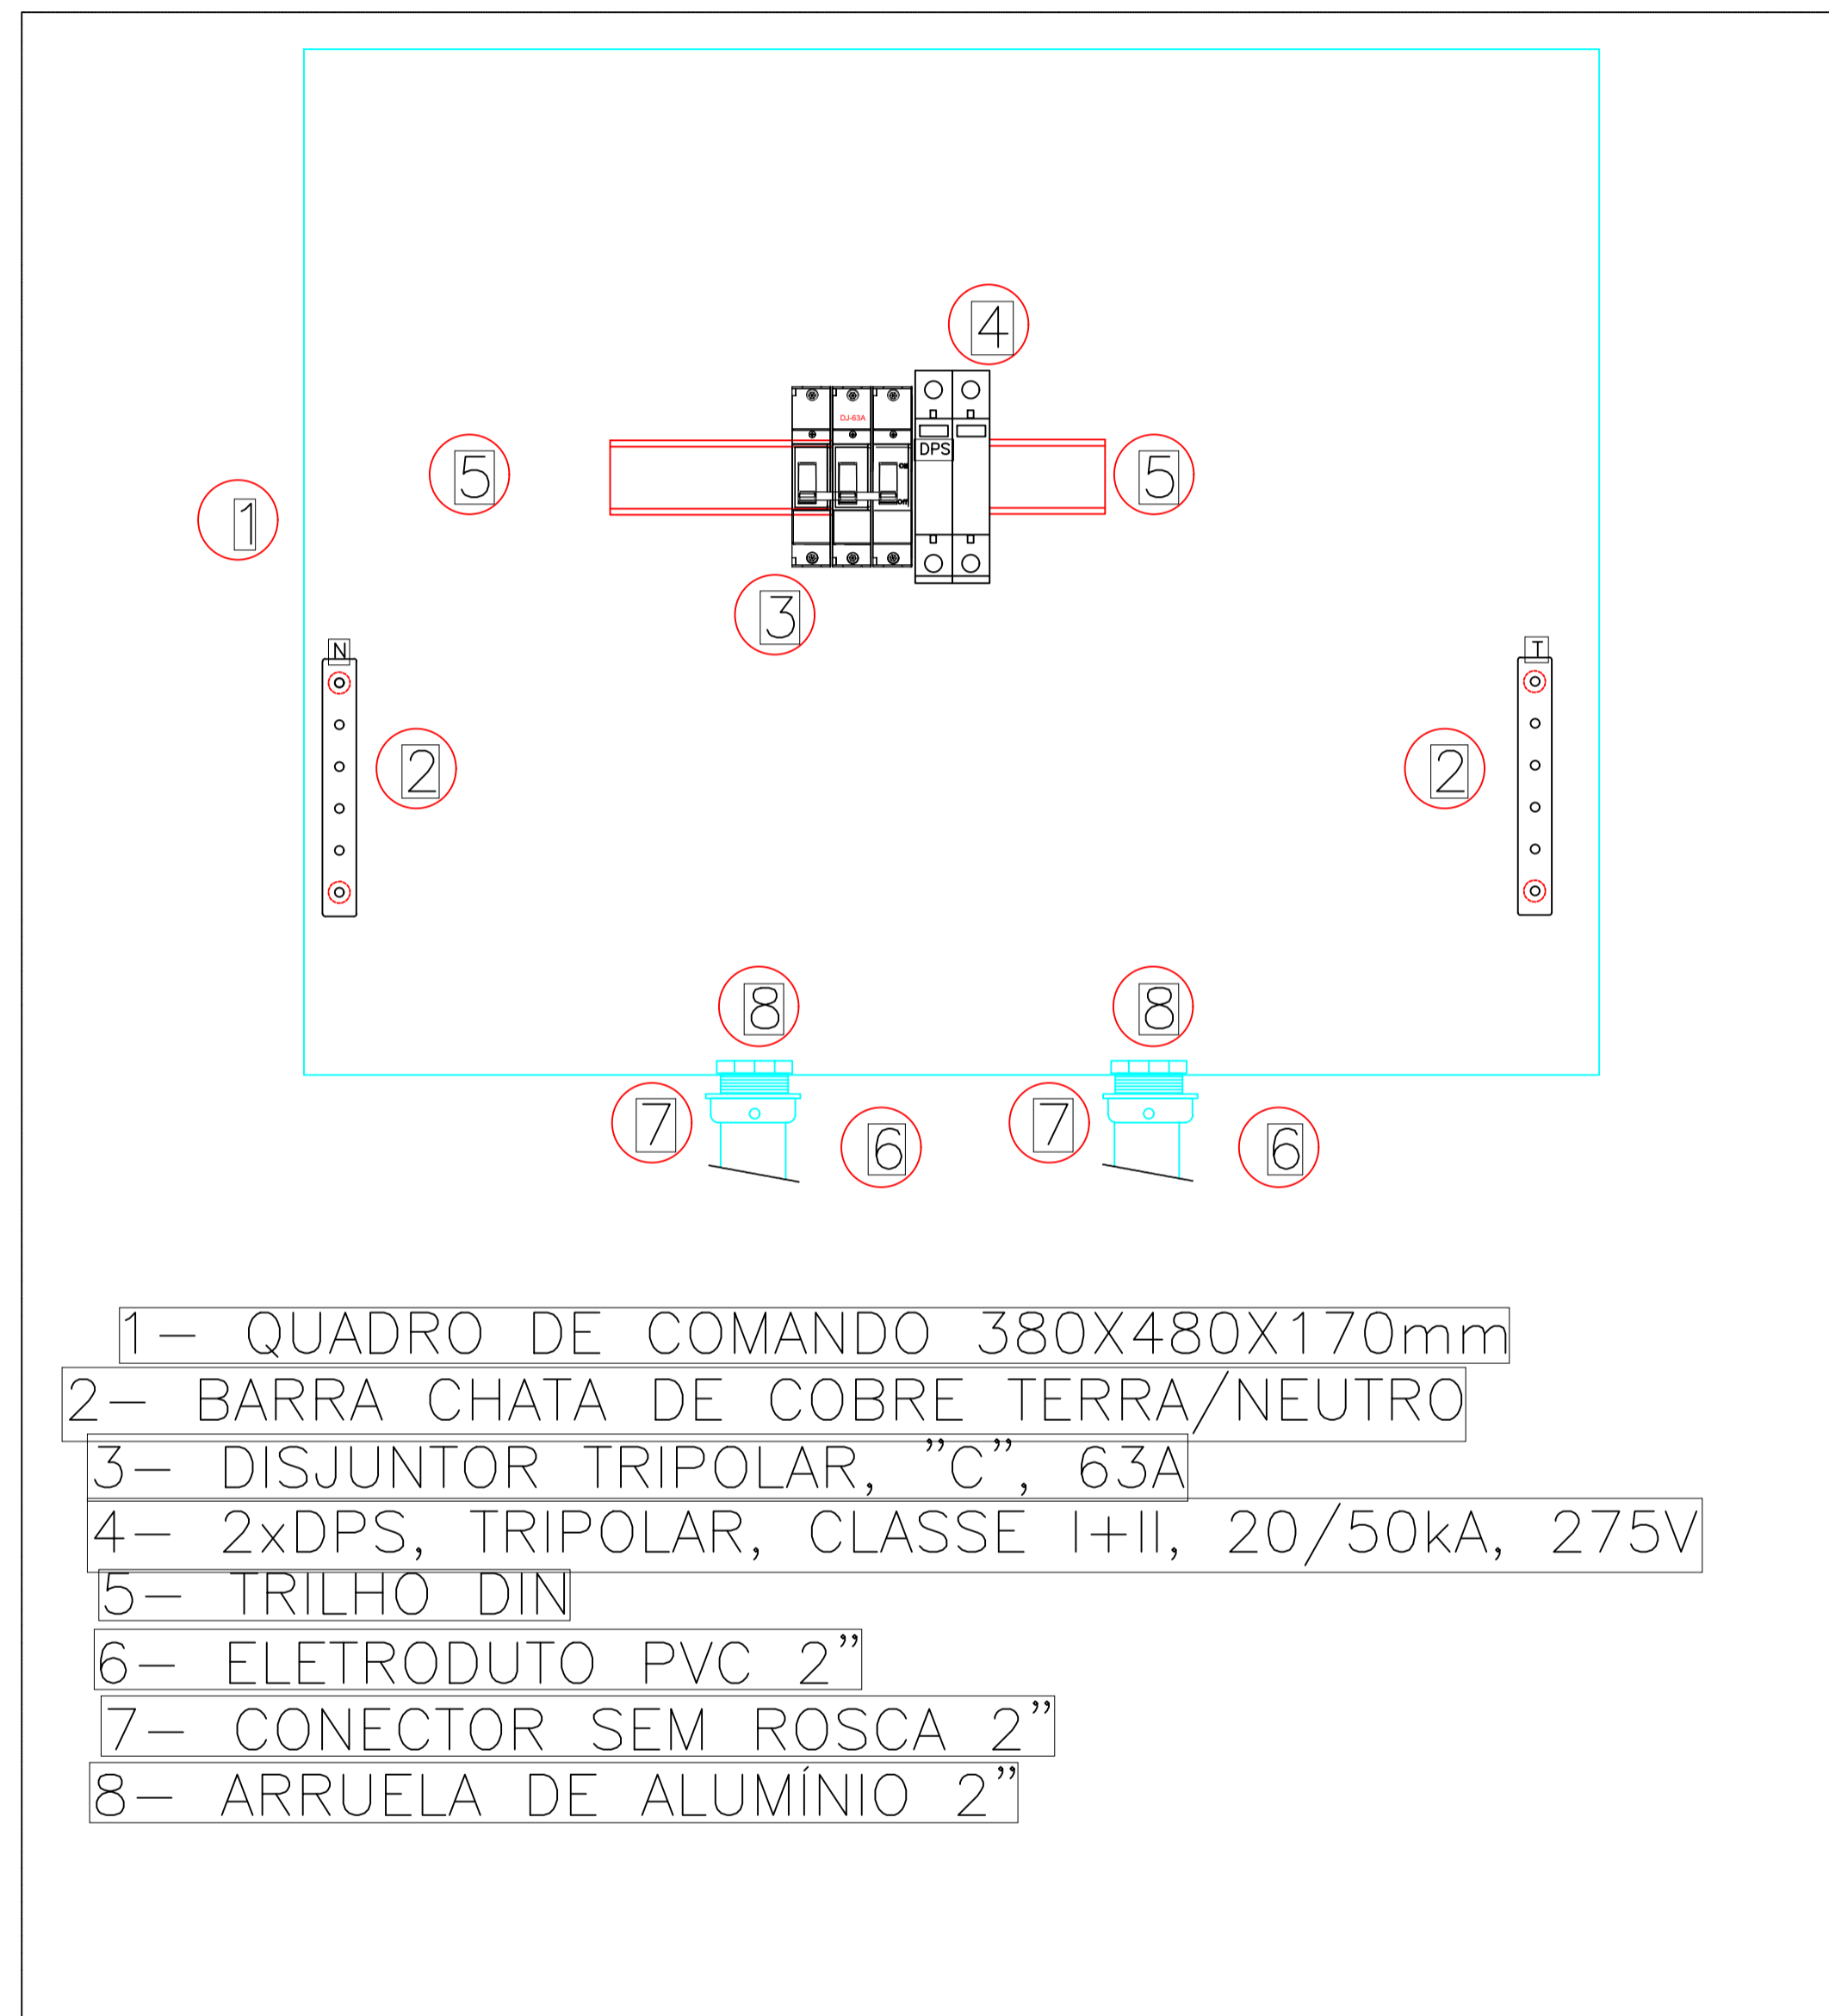 4
DJ-63A
DPS
On
Off
5
5
1
3
N
T
2
2
8
8
7
6
7
6
1- QUADRO DE COMANDO 380X480X170mm
2- BARRA CHATA DE COBRE TERRA/NEUTRO
3- DISJUNTOR TRIPOLAR, "C", 63A
4- 2xDPS, TRIPOLAR, CLASSE I+II, 20/50kA, 275V
5- TRILHO DIN
6- ELETRODUTO PVC 2"
7- CONECTOR SEM ROSCA 2"
8- ARRUELA DE ALUMÍNIO 2"